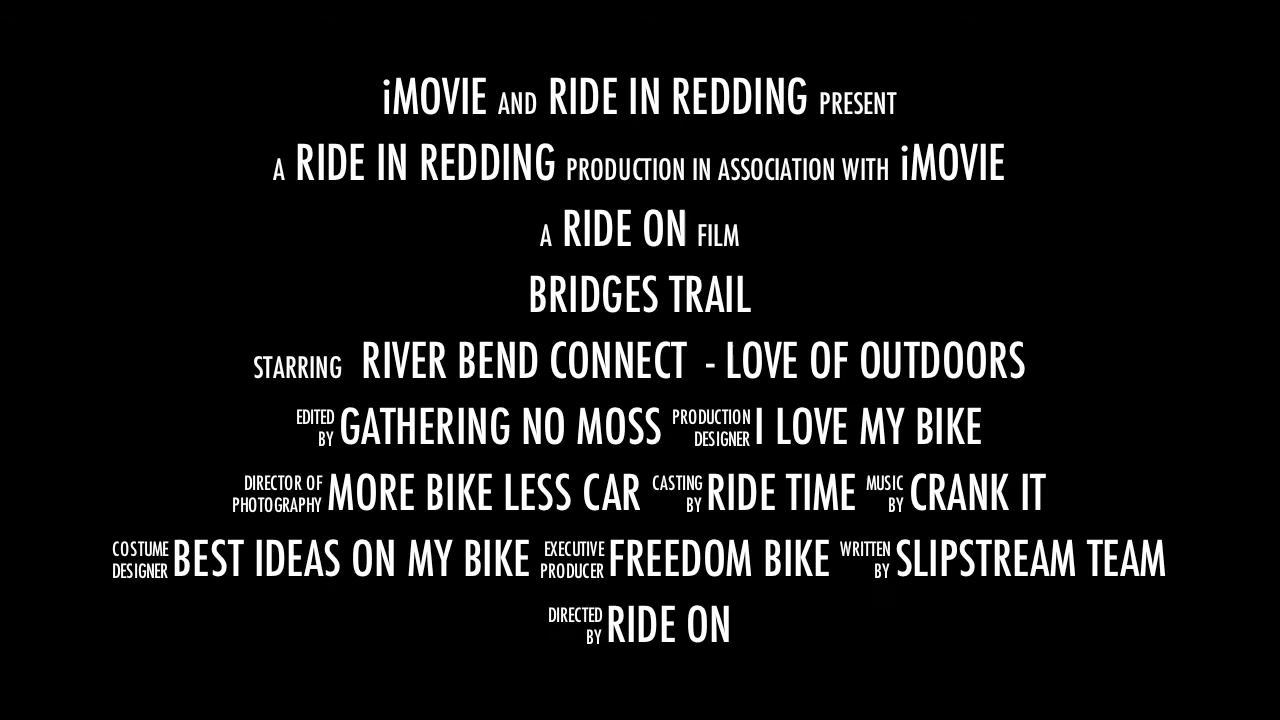 iMOVIE AND RIDE IN REDDING PRESENT
A RIDE IN REDDING PRODUCTION IN ASSOCIATION WITH iMOVIE
A RIDE ON FILM
BRIDGES TRAIL
STARRING RIVER BEND CONNECT - LOVE OF OUTDOORS
EDITED BY GATHERING NO MOSS PRODUCTION DESIGNER I LOVE MY BIKE
DIRECTOR OF PHOTOGRAPHY MORE BIKE LESS CAR CASTING BY RIDE TIME MUSIC BY CRANK IT
COSTUME DESIGNER BEST IDEAS ON MY BIKE EXECUTIVE PRODUCER FREEDOM BIKE WRITTEN BY SLIPSTREAM TEAM
DIRECTED BY RIDE ON